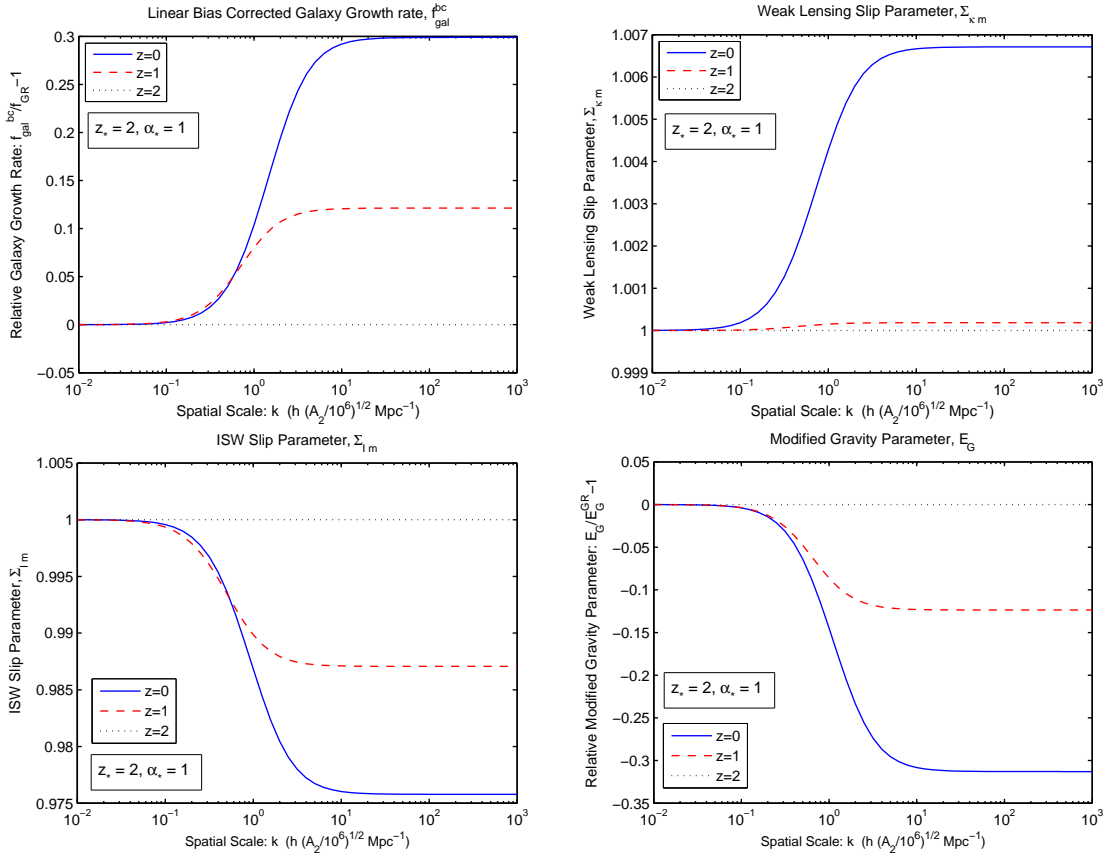 Linear Bias Corrected Galaxy Growth rate, f_gal^bc
Relative Galaxy Growth Rate: f_gal^bc/f_GR−1
0.3
0.25
0.2
0.15
0.1
0.05
0
−0.05
z=0
z=1
z=2
z_* = 2, α_* = 1
10^−2 10^−1 10^0 10^1 10^2 10^3
Spatial Scale: k (h (A_2/10^6)^1/2 Mpc^−1)
Weak Lensing Slip Parameter, Σ_κ m
Weak Lensing Slip Parameter, Σ_κ m
1.007
1.006
1.004
1.003
1.001
1
0.999
z=0
z=1
z=2
z_* = 2, α_* = 1
10^−2 10^−1 10^0 10^1 10^2 10^3
Spatial Scale: k (h (A_2/10^6)^1/2 Mpc^−1)
ISW Slip Parameter, Σ_I m
ISW Slip Parameter, Σ_I m
1.005
1
0.995
0.99
0.985
0.98
0.975
z=0
z=1
z=2
z_* = 2, α_* = 1
10^−2 10^−1 10^0 10^1 10^2 10^3
Spatial Scale: k (h (A_2/10^6)^1/2 Mpc^−1)
Modified Gravity Parameter, E_G
Relative Modified Gravity Parameter: E_G/E_G^GR−1
0.05
0
−0.05
−0.1
−0.15
−0.2
−0.25
−0.3
−0.35
z_* = 2, α_* = 1
z=0
z=1
z=2
10^−2 10^−1 10^0 10^1 10^2 10^3
Spatial Scale: k (h (A_2/10^6)^1/2 Mpc^−1)